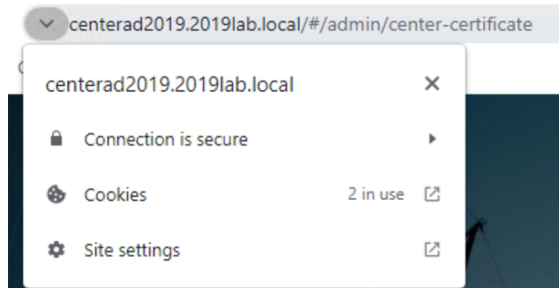 centerad2019.2019lab.local/#/admin/center-certificate
centerad2019.2019lab.local
Connection is secure
Cookies 2 in use
Site settings